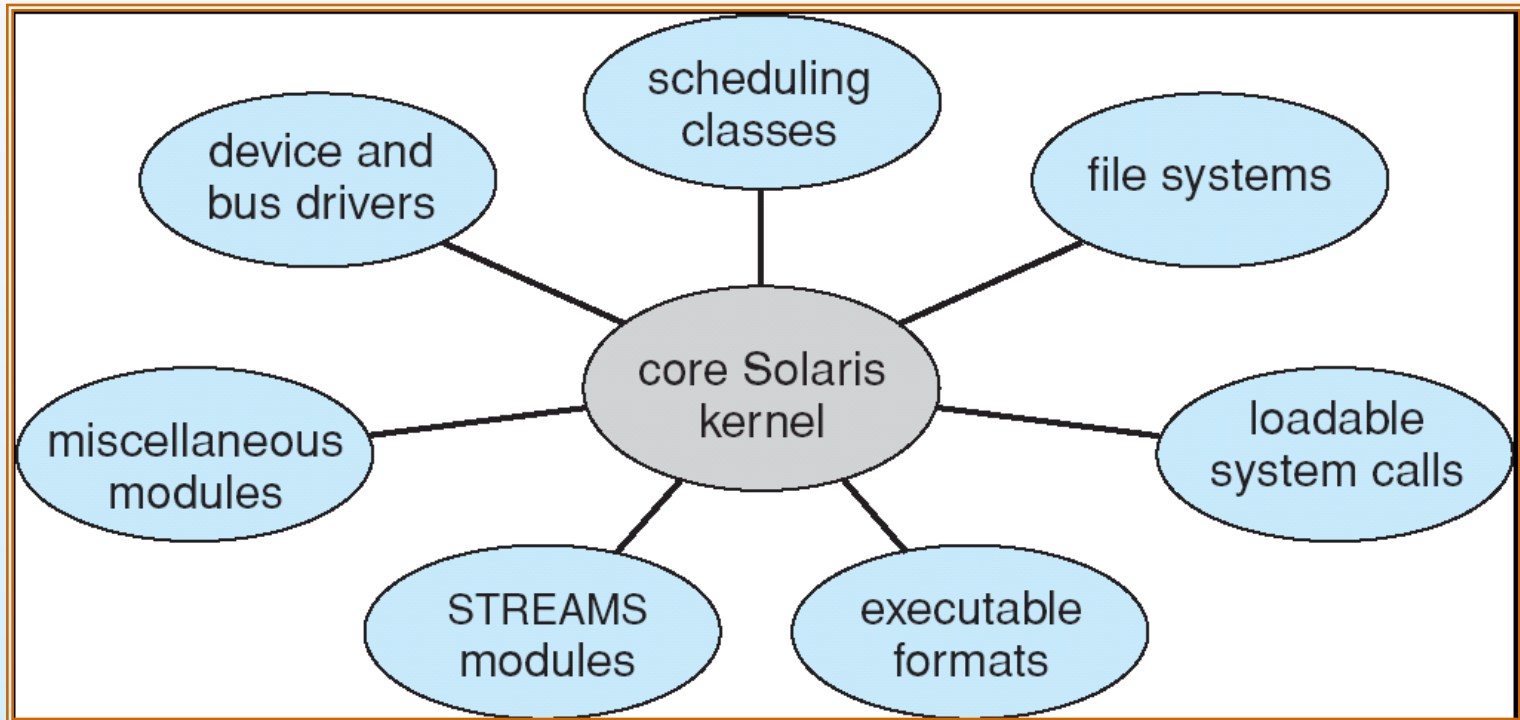 scheduling
classes
device and
bus drivers
file systems
core Solaris
kernel
miscellaneous
modules
loadable
system calls
STREAMS
modules
executable
formats